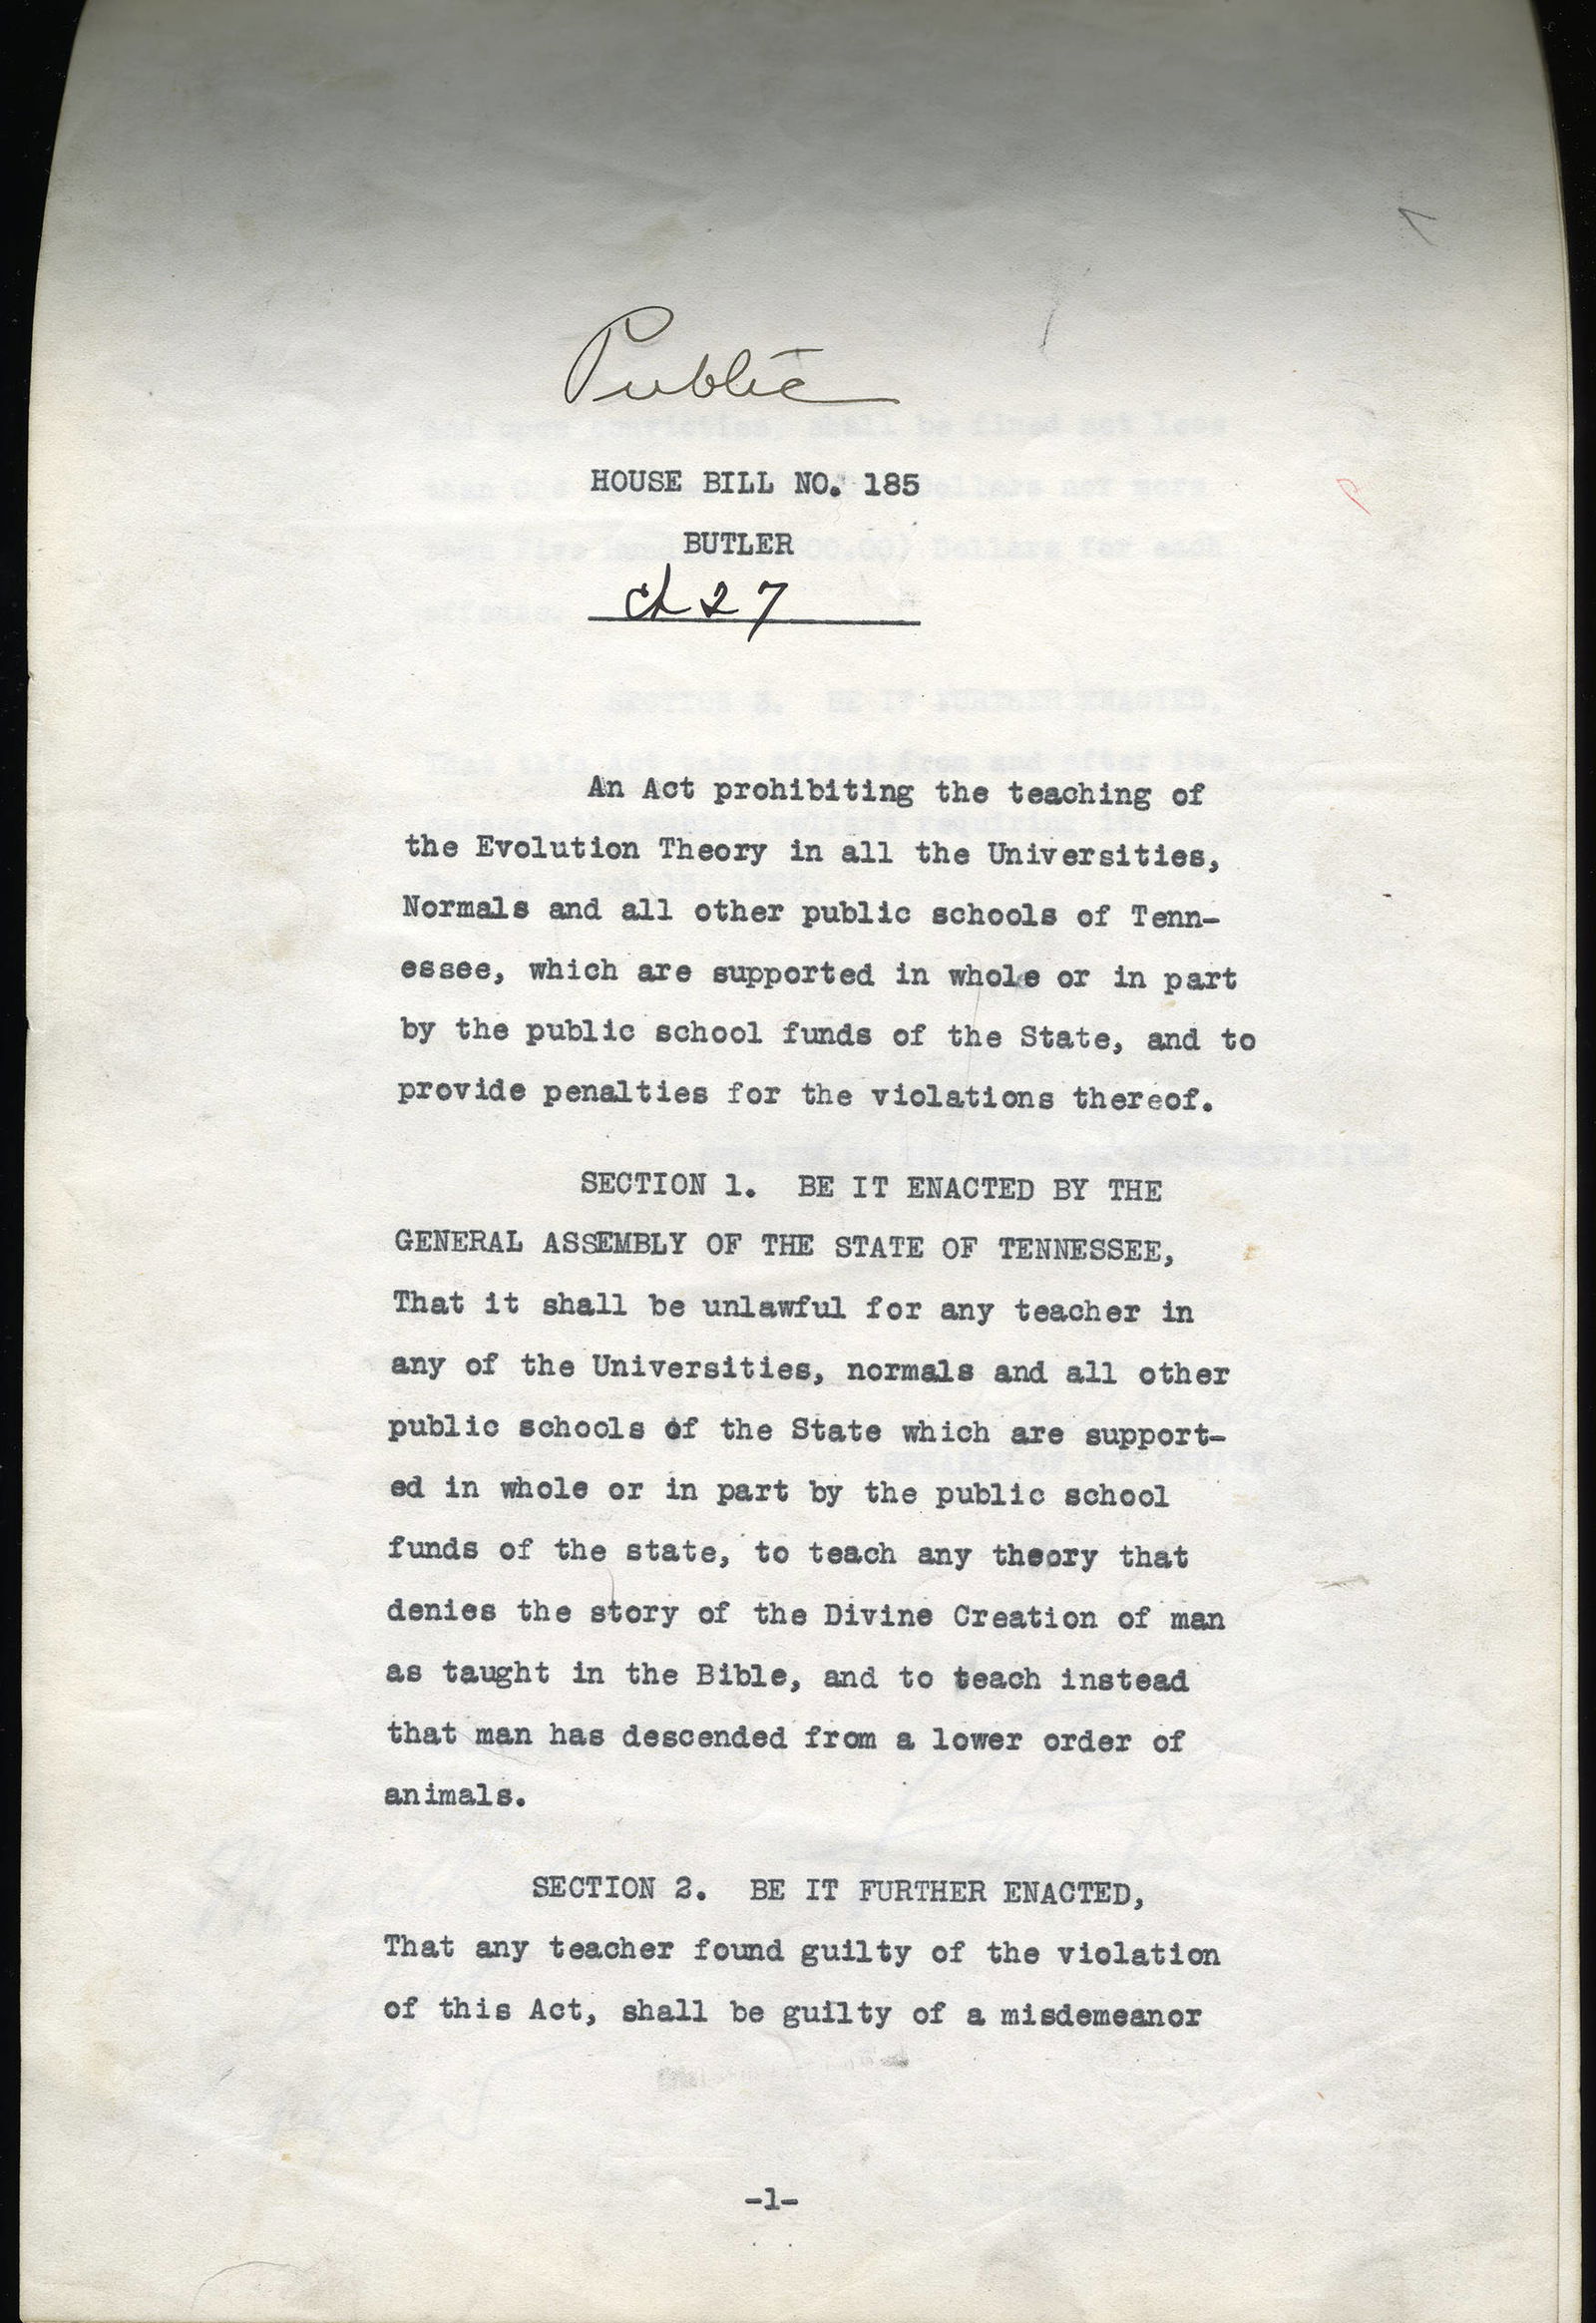 Public
HOUSE BILL NO. 185
BUTLER
ch 27
An Act prohibiting the teaching of
the Evolution Theory in all the Universities,
Normals and all other public schools of Tenn-
essee, which are supported in whole or in part
by the public school funds of the State, and to
provide penalties for the violations thereof.
SECTION 1. BE IT ENACTED BY THE
GENERAL ASSEMBLY OF THE STATE OF TENNESSEE,
That it shall be unlawful for any teacher in
any of the Universities, normals and all other
public schools of the State which are support-
ed in whole or in part by the public school
funds of the state, to teach any theory that
denies the story of the Divine Creation of man
as taught in the Bible, and to teach instead
that man has descended from a lower order of
animals.
SECTION 2. BE IT FURTHER ENACTED,
That any teacher found guilty of the violation
of this Act, shall be guilty of a misdemeanor
-1-